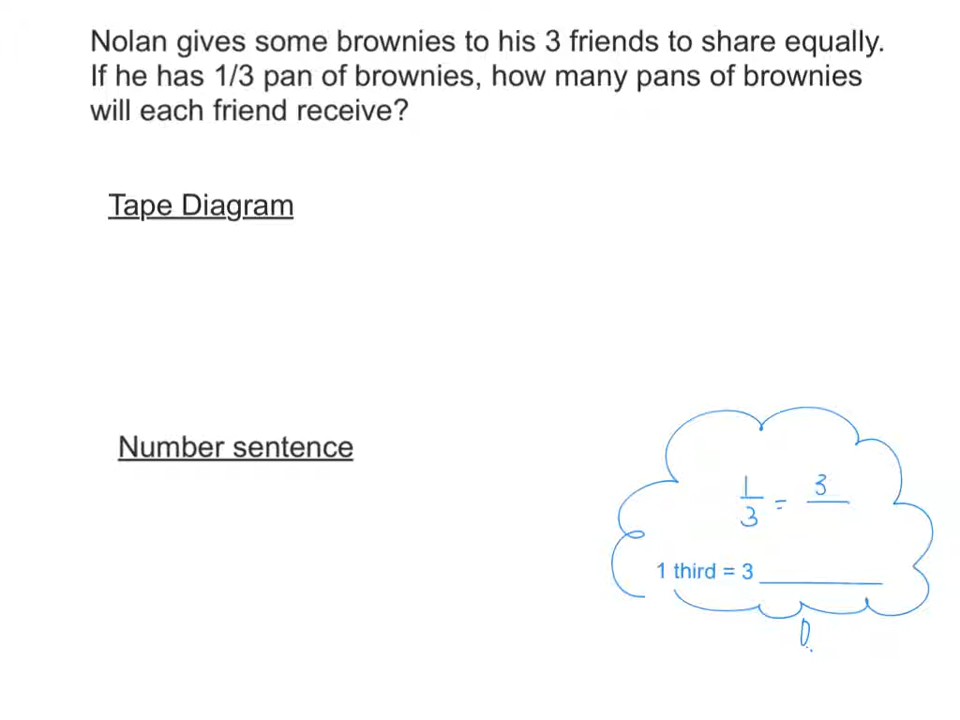 Nolan gives some brownies to his 3 friends to share equally.
If he has 1/3 pan of brownies, how many pans of brownies
will each friend receive?
Tape Diagram
Number sentence
1/3 = 3/__
1 third = 3 ________